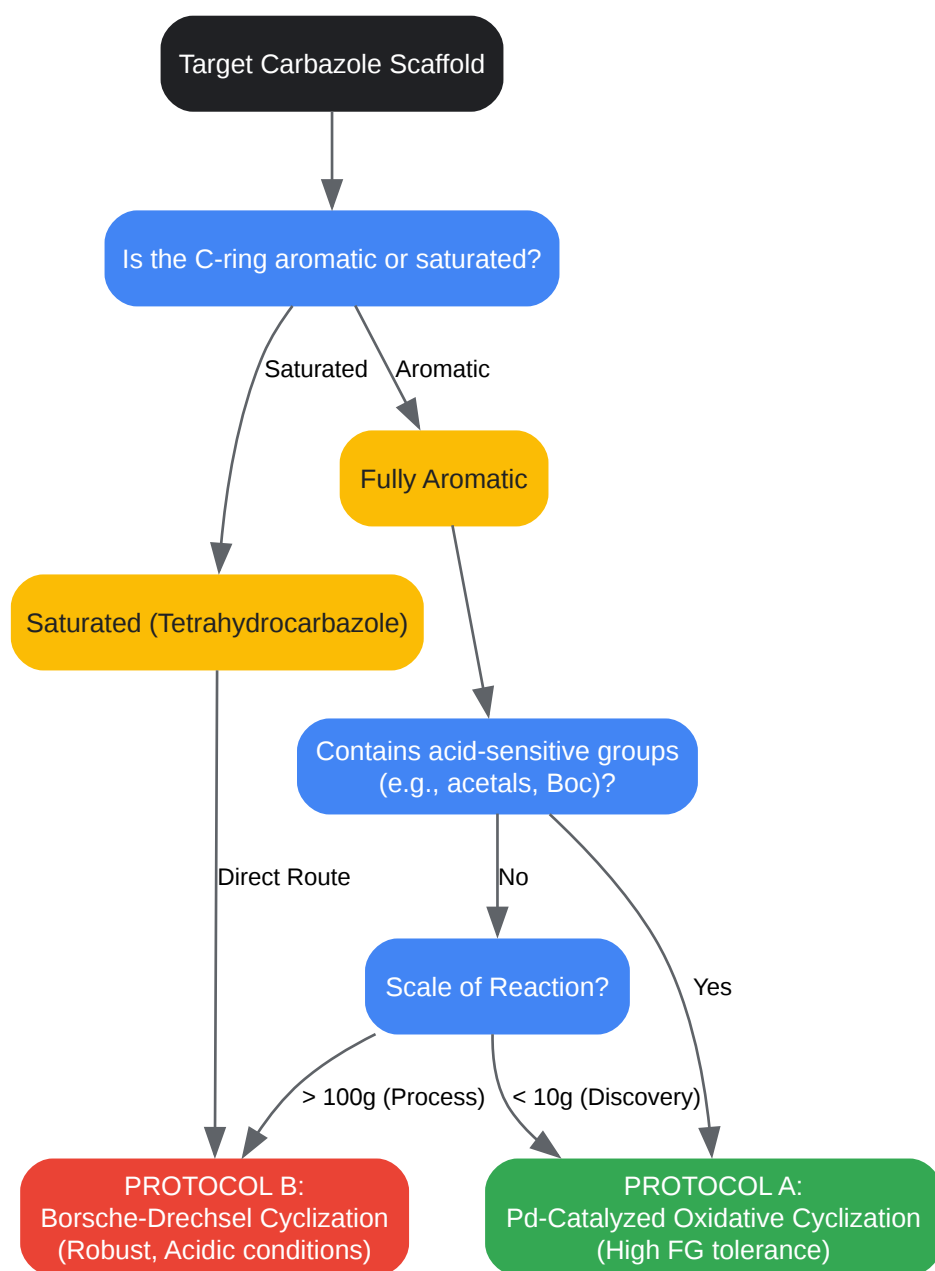 Target Carbazole Scaffold
Is the C-ring aromatic or saturated?
Saturated
Aromatic
Fully Aromatic
Saturated (Tetrahydrocarbazole)
Contains acid-sensitive groups
(e.g., acetals, Boc)?
Direct Route
No
Scale of Reaction?
Yes
> 100g (Process)
< 10g (Discovery)
PROTOCOL B:
Borsche-Drechsel Cyclization
(Robust, Acidic conditions)
PROTOCOL A:
Pd-Catalyzed Oxidative Cyclization
(High FG tolerance)